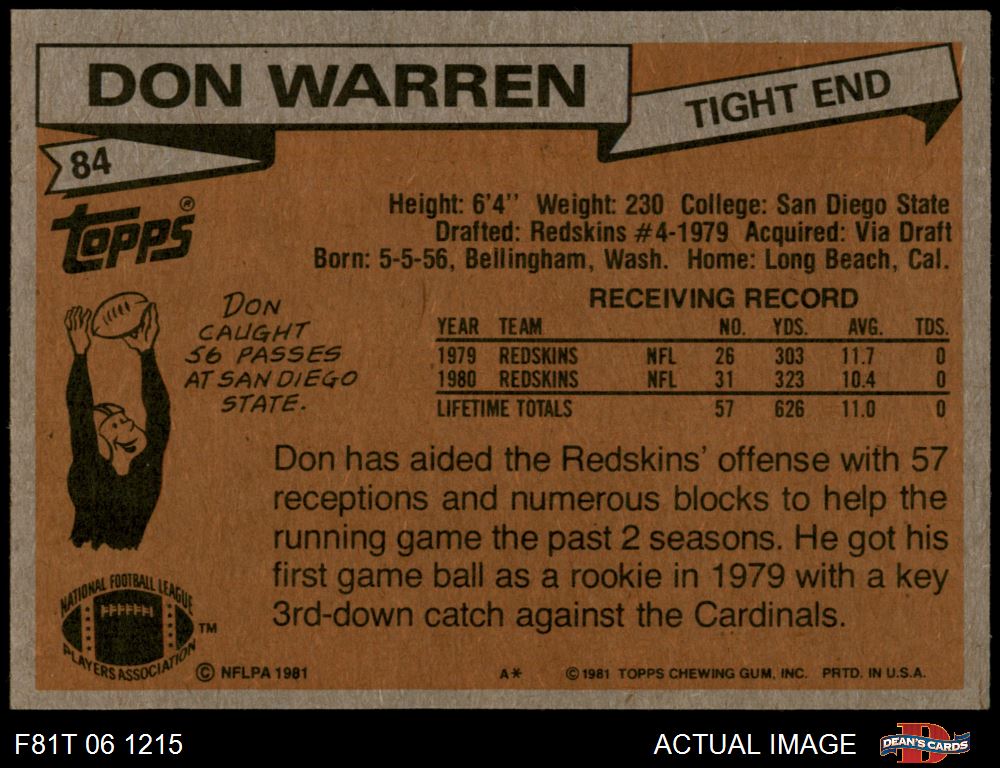 DON WARREN
TIGHT END
84
Topps®
Height: 6'4'' Weight: 230 College: San Diego State
Drafted: Redskins #4-1979 Acquired: Via Draft
Born: 5-5-56, Bellingham, Wash. Home: Long Beach, Cal.
DON
CAUGHT
56 PASSES
AT SAN DIEGO
STATE.
RECEIVING RECORD
YEAR TEAM NO. YDS. AVG. TDS.
1979 REDSKINS NFL 26 303 11.7 0
1980 REDSKINS NFL 31 323 10.4 0
LIFETIME TOTALS 57 626 11.0 0
Don has aided the Redskins' offense with 57
receptions and numerous blocks to help the
running game the past 2 seasons. He got his
first game ball as a rookie in 1979 with a key
3rd-down catch against the Cardinals.
NATIONAL FOOTBALL LEAGUE
PLAYERS ASSOCIATION
TM
© NFLPA 1981
A*
© 1981 TOPPS CHEWING GUM, INC. PRTD. IN U.S.A.
F81T 06 1215
ACTUAL IMAGE
D
DEAN'S CARDS